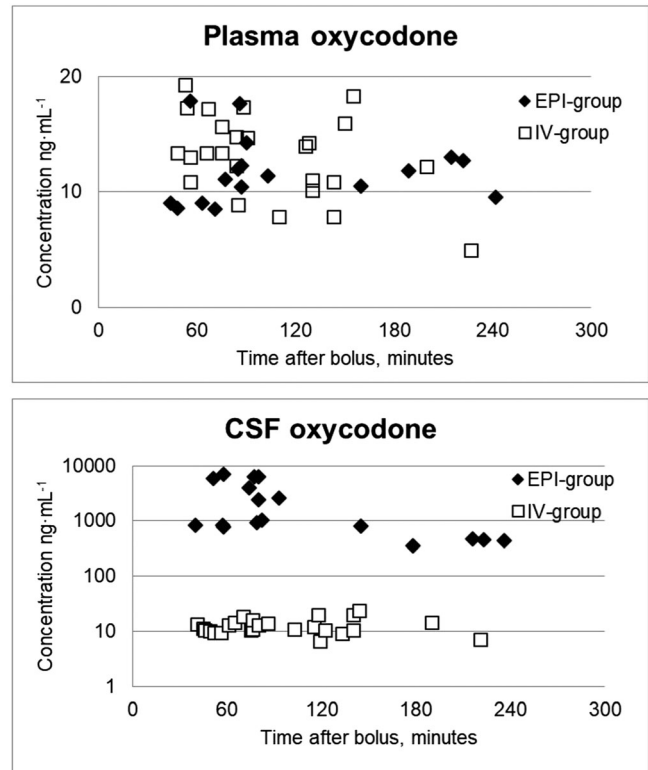 Plasma oxycodone
Concentration ng·mL⁻¹
20
10
0
0 60 120 180 240 300
Time after bolus, minutes
EPI-group
IV-group
CSF oxycodone
Concentration ng·mL⁻¹
10000
1000
100
10
1
0 60 120 180 240 300
Time after bolus, minutes
EPI-group
IV-group